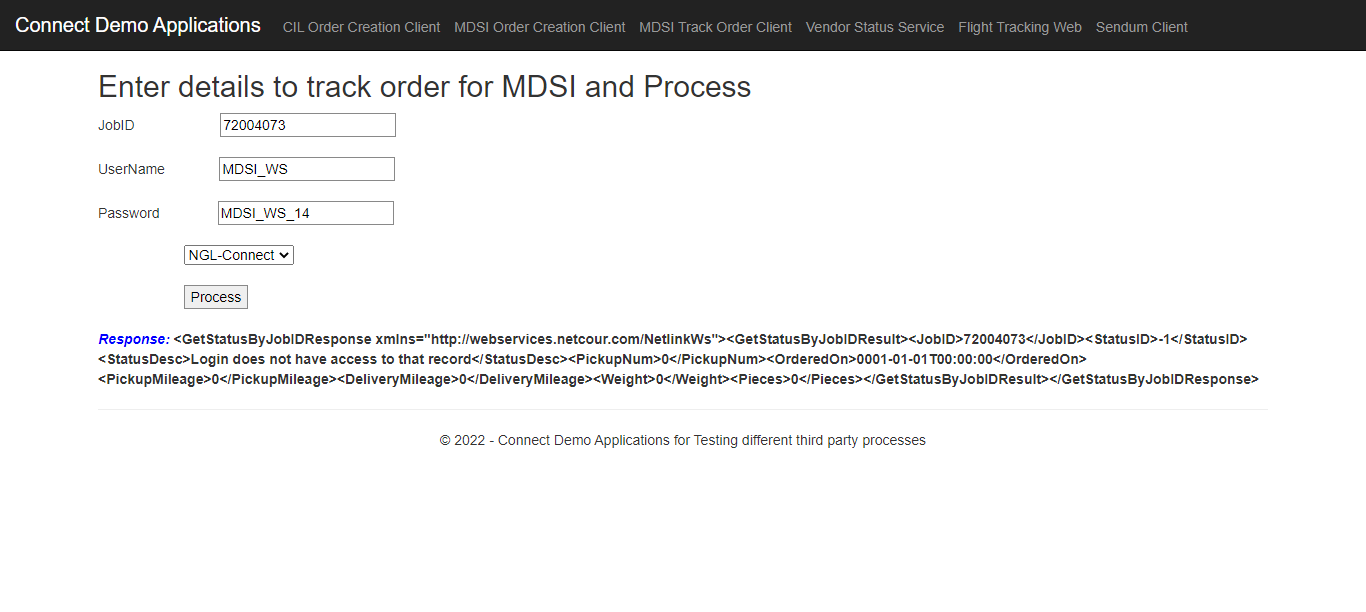 Connect Demo Applications CIL Order Creation Client MDSI Order Creation Client MDSI Track Order Client Vendor Status Service Flight Tracking Web Sendum Client
Enter details to track order for MDSI and Process
JobID 72004073
UserName MDSI_WS
Password MDSI_WS_14
NGL-Connect
Process
Response: <GetStatusByJobIDResponse xmlns="http://webservices.netcour.com/NetlinkWs"><GetStatusByJobIDResult><JobID>72004073</JobID><StatusID>-1</StatusID>
<StatusDesc>Login does not have access to that record</StatusDesc><PickupNum>0</PickupNum><OrderedOn>0001-01-01T00:00:00</OrderedOn>
<PickupMileage>0</PickupMileage><DeliveryMileage>0</DeliveryMileage><Weight>0</Weight><Pieces>0</Pieces></GetStatusByJobIDResult></GetStatusByJobIDResponse>
© 2022 - Connect Demo Applications for Testing different third party processes